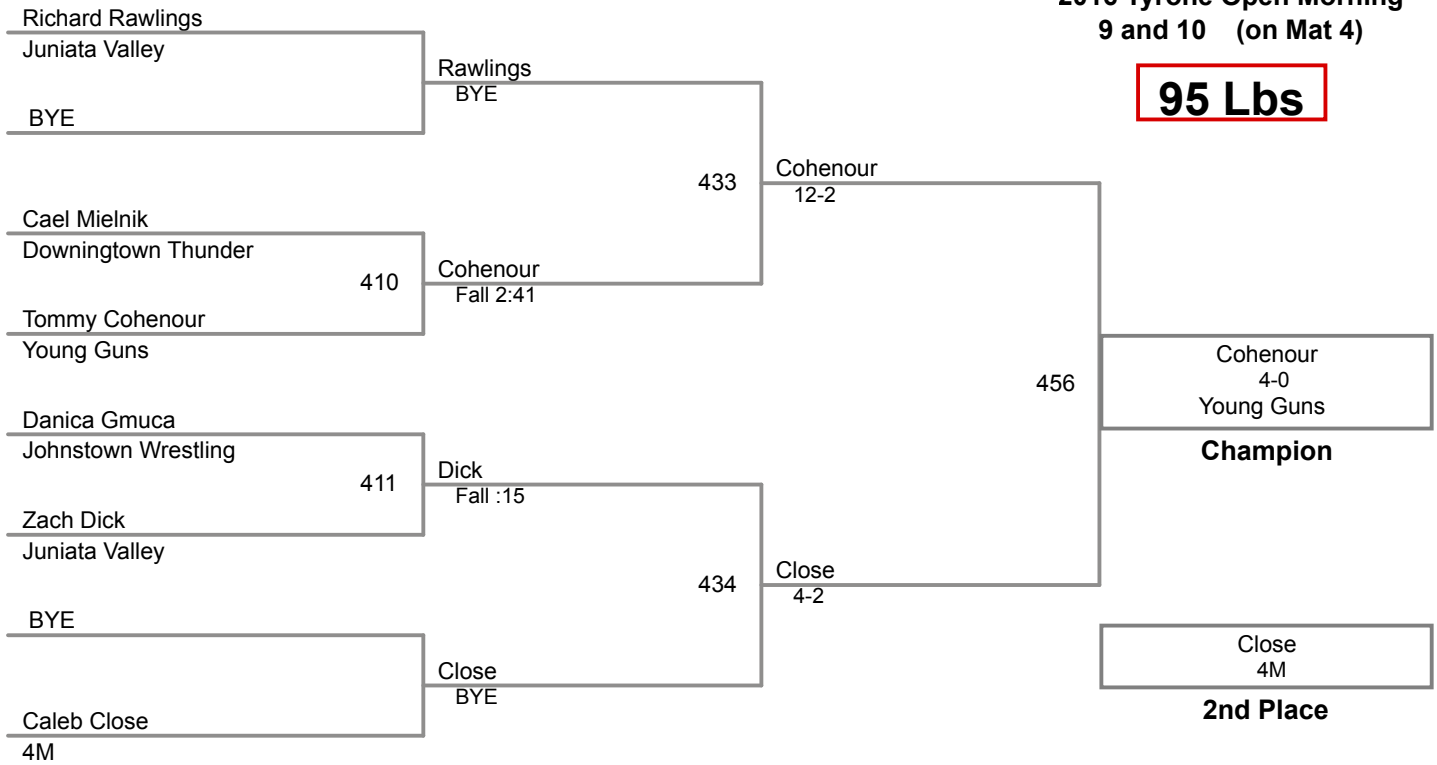 Tyrone Open Morning
9 and 10 (on Mat 4)
95 Lbs
Richard Rawlings
Juniata Valley
BYE
Cael Mielnik
Downingtown Thunder
410
Tommy Cohenour
Young Guns
Danica Gmuca
Johnstown Wrestling
411
Zach Dick
Juniata Valley
BYE
Caleb Close
4M
Rawlings
BYE
433
Cohenour
Fall 2:41
Dick
Fall :15
434
Close
BYE
Cohenour
12-2
456
Close
4-2
Cohenour
4-0
Young Guns
Champion
Close
4M
2nd Place